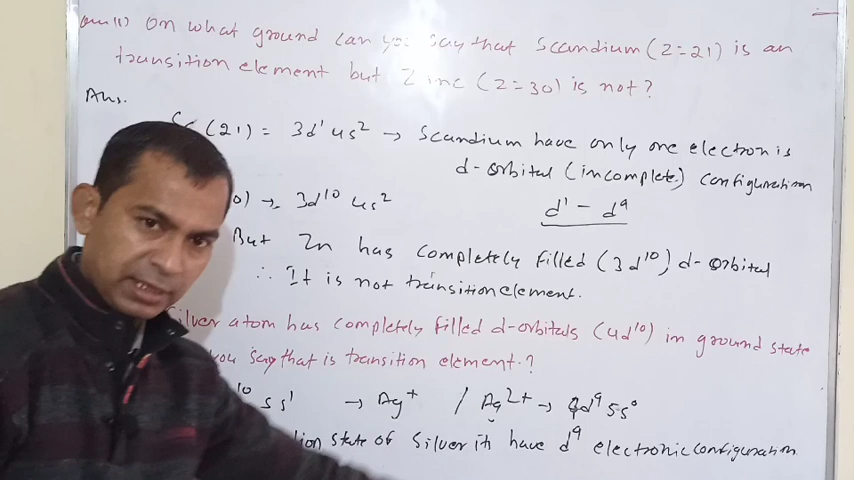 Qus(1) On what ground can you say that Scandium (Z=21) is an
transition element but Zinc (Z=30) is not?
Ans.
Sc (21) = 3d¹ 4s² → Scandium have only one electron is
d-orbital (incomplete) configuration
0) → 3d¹⁰ 4s² d¹ – d⁹
But Zn has completely filled (3d¹⁰) d-orbital
∴ It is not transition element.
Silver atom has completely filled d-orbitals (4d¹⁰) in ground state
you say that is transition element.?
¹⁰ 5s¹ → Ag⁺ / Ag²⁺ → 4d⁹ 5s⁰
state of silver it have d⁹ electronic configuration